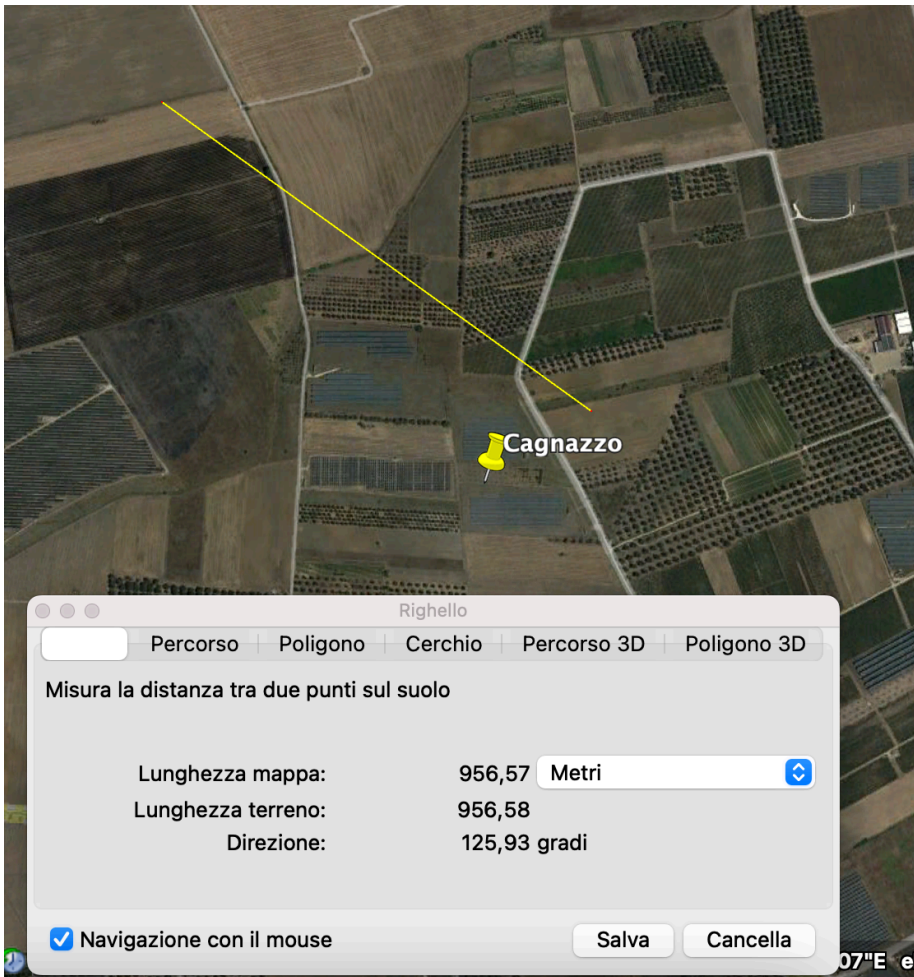 Cagnazzo
Righello
Percorso Poligono Cerchio Percorso 3D Poligono 3D
Misura la distanza tra due punti sul suolo
Lunghezza mappa: 956,57 Metri
Lunghezza terreno: 956,58
Direzione: 125,93 gradi
Navigazione con il mouse Salva Cancella
07"E e